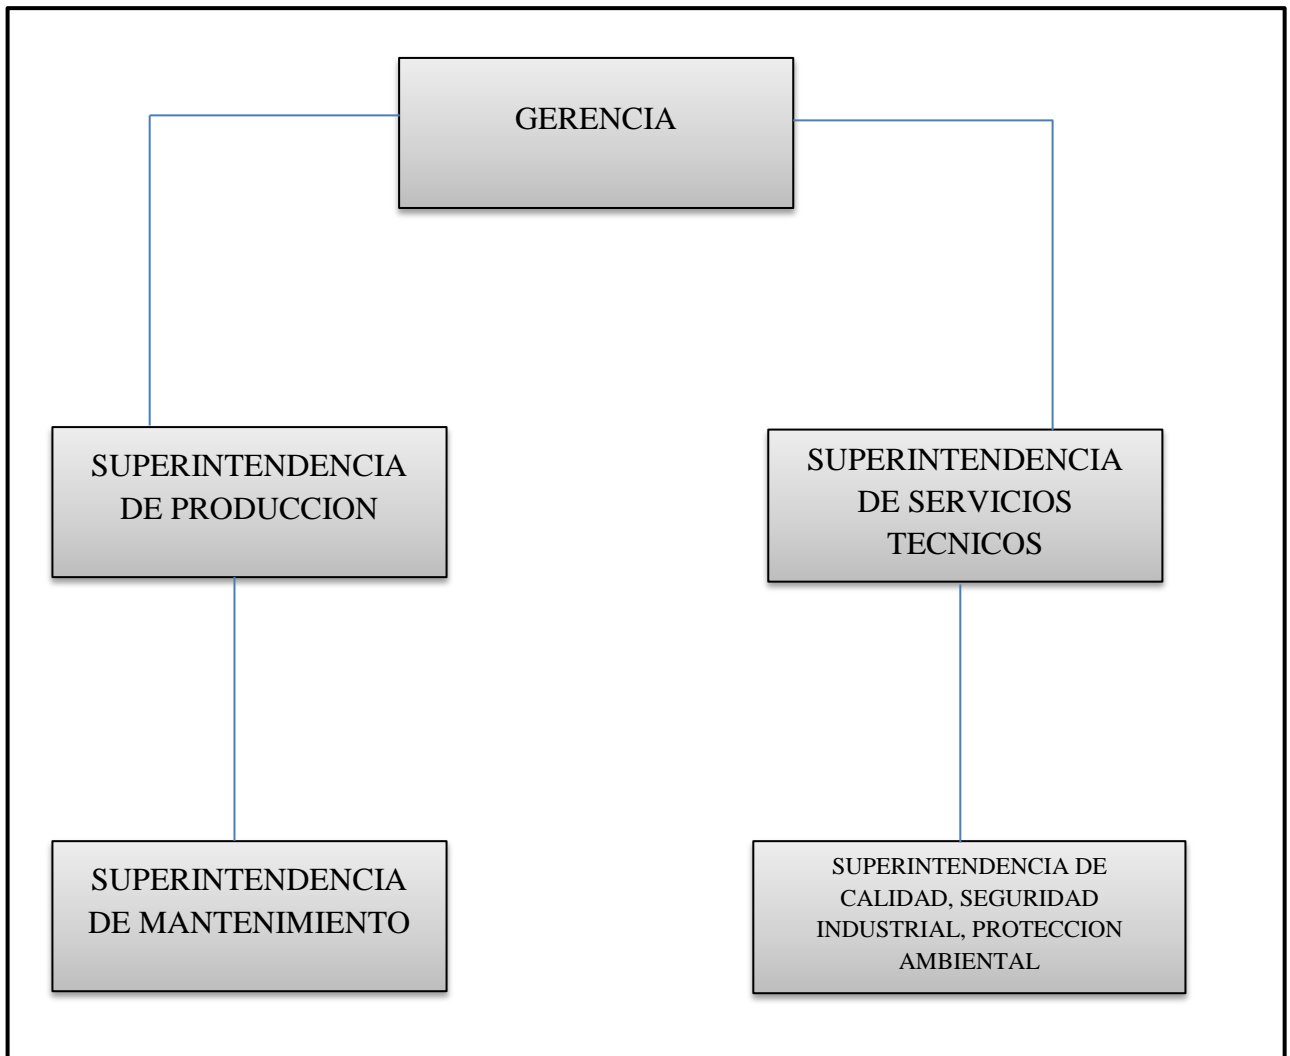 GERENCIA
SUPERINTENDENCIA
DE PRODUCCION
SUPERINTENDENCIA
DE SERVICIOS
TECNICOS
SUPERINTENDENCIA
DE MANTENIMIENTO
SUPERINTENDENCIA DE
CALIDAD, SEGURIDAD
INDUSTRIAL, PROTECCION
AMBIENTAL